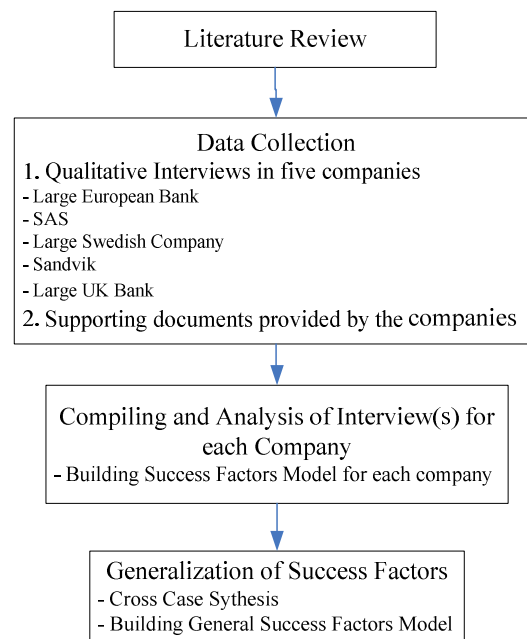 Literature Review
Data Collection
1. Qualitative Interviews in five companies
- Large European Bank
- SAS
- Large Swedish Company
- Sandvik
- Large UK Bank
2. Supporting documents provided by the companies
Compiling and Analysis of Interview(s) for
each Company
- Building Success Factors Model for each company
Generalization of Success Factors
- Cross Case Sythesis
- Building General Success Factors Model